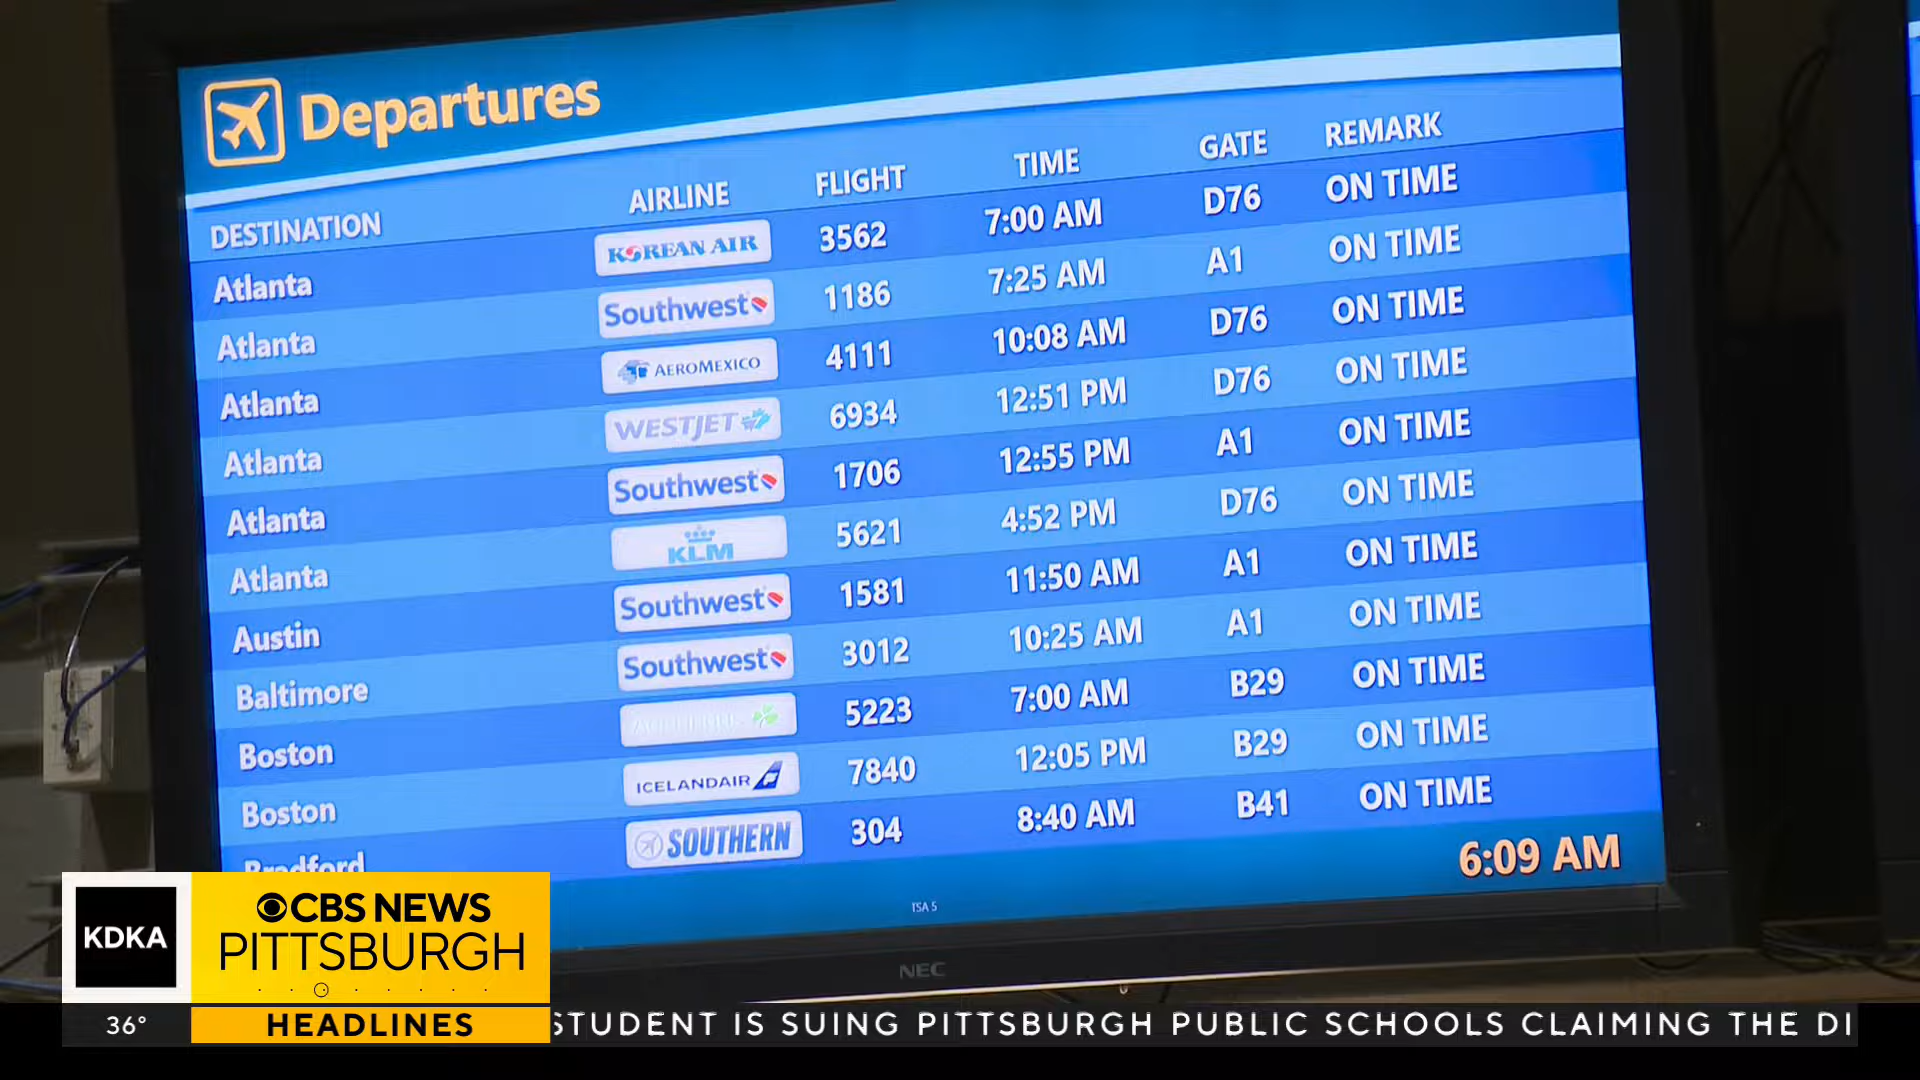 Departures
DESTINATION AIRLINE FLIGHT TIME GATE REMARK
Atlanta KOREAN AIR 3562 7:00 AM D76 ON TIME
Atlanta Southwest 1186 7:25 AM A1 ON TIME
Atlanta AEROMEXICO 4111 10:08 AM D76 ON TIME
Atlanta WESTJET 6934 12:51 PM D76 ON TIME
Atlanta Southwest 1706 12:55 PM A1 ON TIME
Atlanta KLM 5621 4:52 PM D76 ON TIME
Austin Southwest 1581 11:50 AM A1 ON TIME
Baltimore Southwest 3012 10:25 AM A1 ON TIME
Boston 5223 7:00 AM B29 ON TIME
Boston ICELANDAIR 7840 12:05 PM B29 ON TIME
Bradford SOUTHERN 304 8:40 AM B41 ON TIME
6:09 AM
TSA 5
NEC
KDKA
CBS NEWS
PITTSBURGH
36° HEADLINES STUDENT IS SUING PITTSBURGH PUBLIC SCHOOLS CLAIMING THE DI